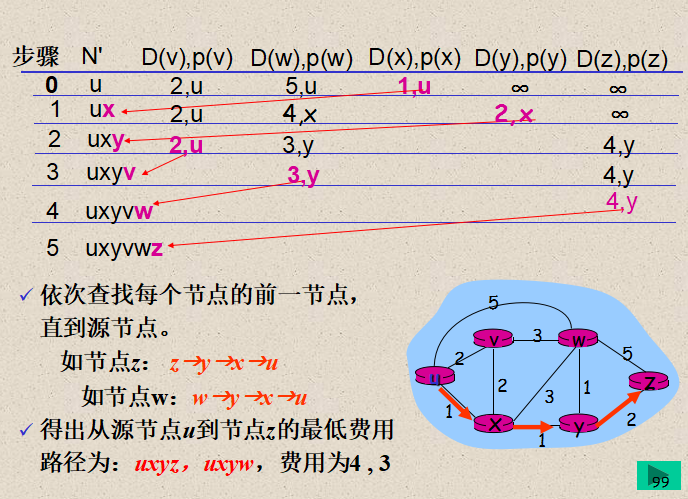 步骤 N' D(v),p(v) D(w),p(w) D(x),p(x) D(y),p(y) D(z),p(z)
0 u 2,u 5,u 1,u ∞ ∞
1 ux 2,u 4,x 2,x ∞
2 uxy 2,u 3,y 4,y
3 uxyv 3,y 4,y
4 uxyvw 4,y
5 uxyvwz
✓ 依次查找每个节点的前一节点，
直到源节点。
如节点z： z→y→x→u
如节点w：w→y→x→u
✓ 得出从源节点u到节点z的最低费用
路径为：uxyz，uxyw，费用为4 , 3
5
v 3 w
2 5
u 2 3 1 z
1 x y 2
1
99